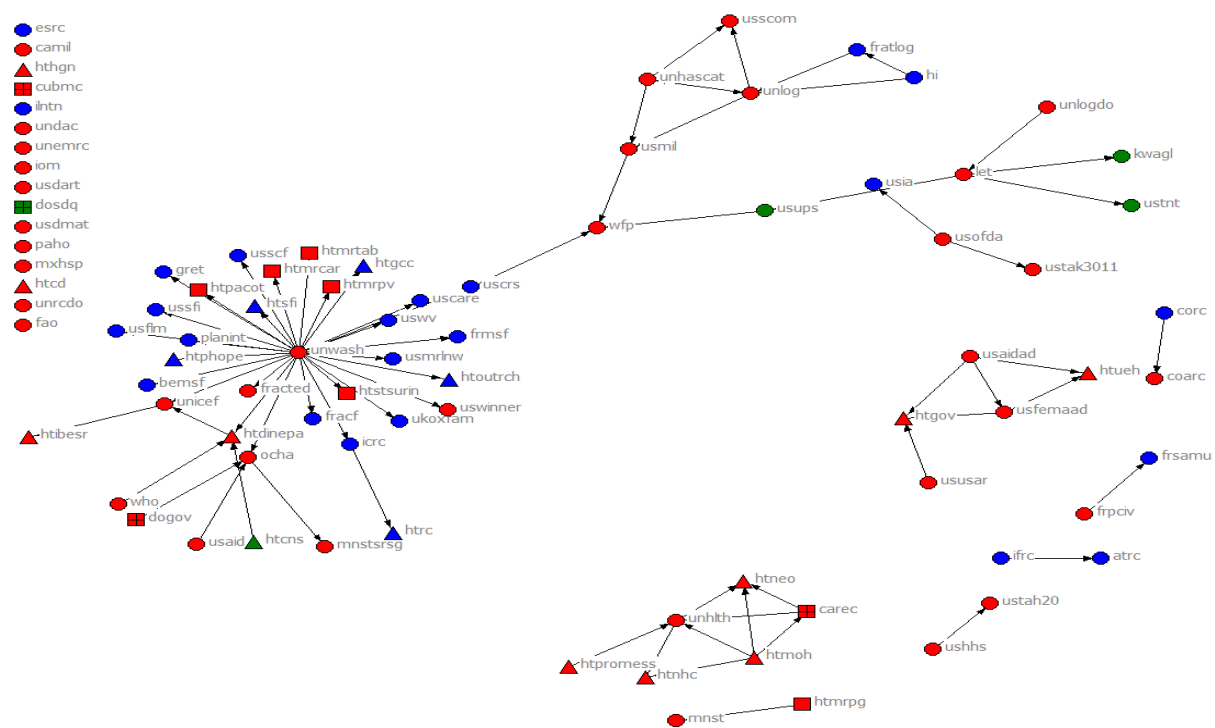 esrc
camil
hthgn
cubmc
ilntn
undac
unemrc
iom
usdart
dosdq
usdmat
paho
mxhsp
htcd
unrcdo
fao
usscom
fratlog
unhascat
hi
unlog
unlogdo
usmil
kwagl
let
usia
ustnt
usups
wfp
usofda
ustak3011
htmrtab
usscf
htgcc
gret
htmrcar
htpacot
htmrpv
uscrs
htsfi
uscare
ussfi
uswv
usflm
planint
frmsf
unwash
htphope
usmrlnw
bemsf
htoutrch
fracted
htstsurin
unicef
uswinner
fracf
ukoxfam
htibesr
htdinepa
icrc
ocha
who
dogov
htrc
usaid
htcns
mnstsrsg
corc
usaidad
htueh
coarc
htgov
usfemaad
frsamu
ususar
frpciv
ifrc
atrc
htneo
ustah20
unhlth
carec
ushhs
htpromess
htnhc
htmoh
htmrpg
mnst